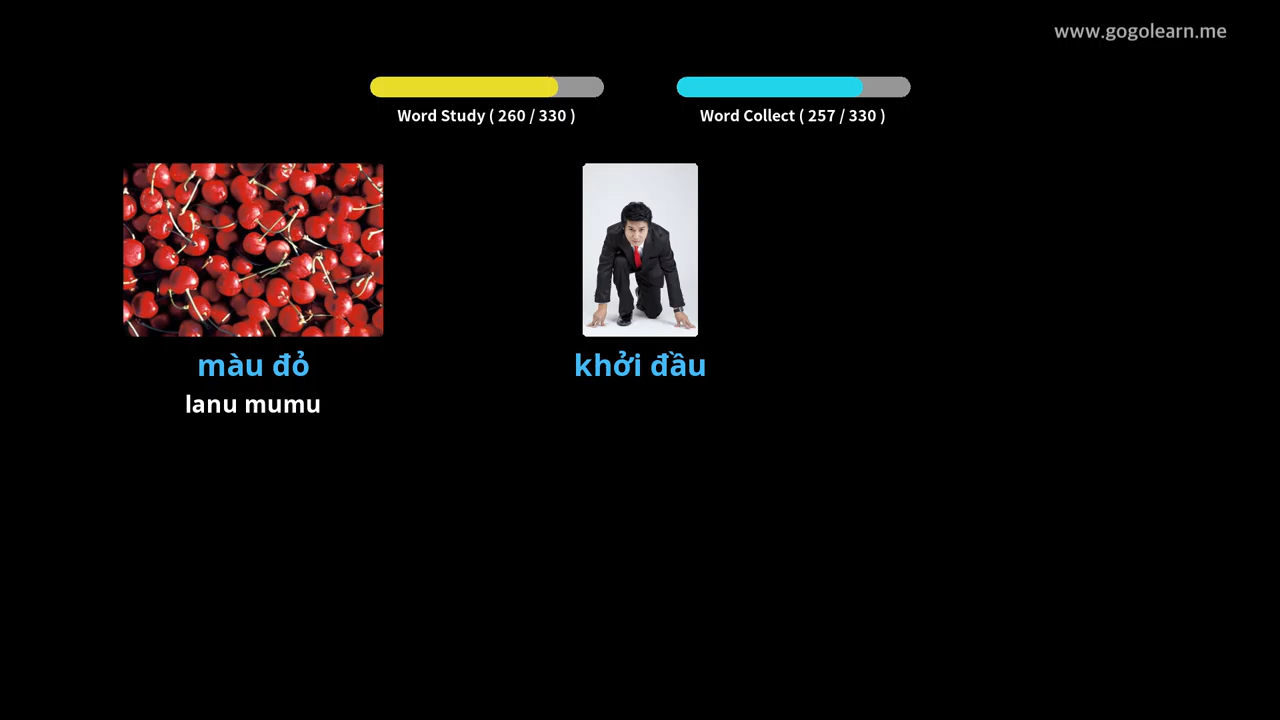 www.gogolearn.me
Word Study ( 260 / 330 )
Word Collect ( 257 / 330 )
màu đỏ
lanu mumu
khởi đầu